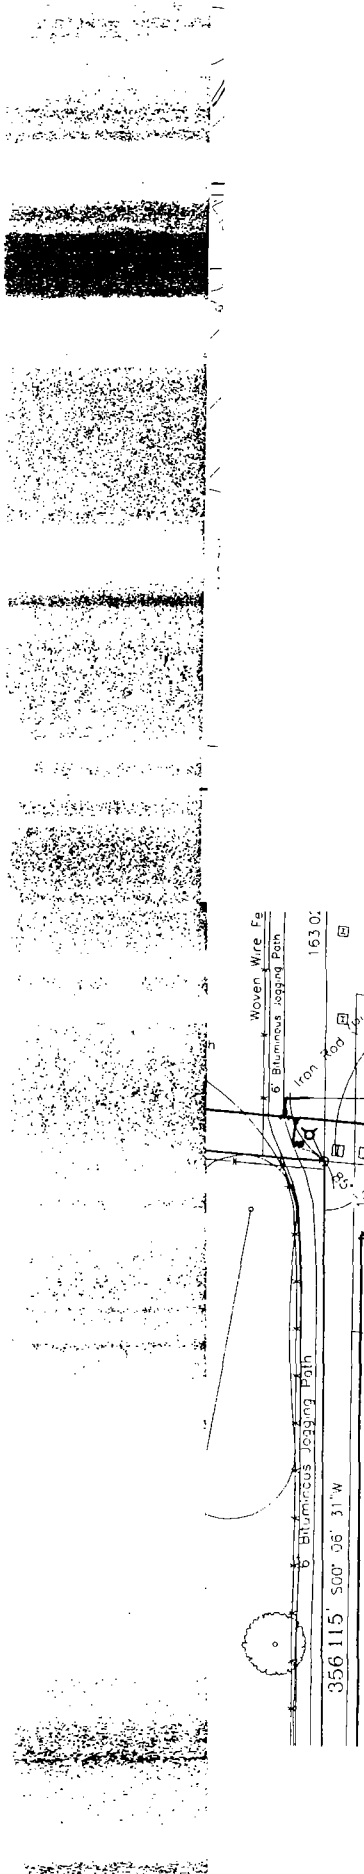 Woven Wire Fe
6' Bituminous Jogging Path
163.02
Iron Rod
85°
6' Bituminous Jogging Path
356.115' S00° 06' 31"W